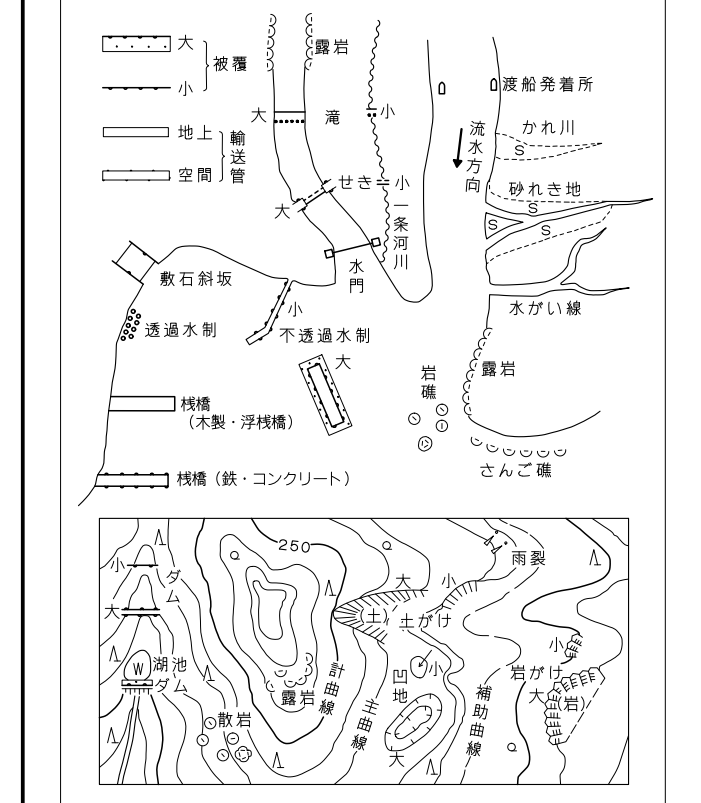 大
小
被覆
地上
空間
輸送管
露岩
大
滝
小
渡船発着所
流水方向
かれ川
S
砂れき地
S
S
S
せき
小
大
一条河川
水門
水がい線
敷石斜坂
小
透過水制
不透過水制
大
岩礁
露岩
桟橋
(木製・浮桟橋)
さんご礁
桟橋(鉄・コンクリート)
250
雨裂
小
ダム
大
大
小
(土)
土がけ
小
W
湖池
ダム
小
凹地
大
岩がけ
大
(岩)
露岩
計曲線
主曲線
補助曲線
散岩